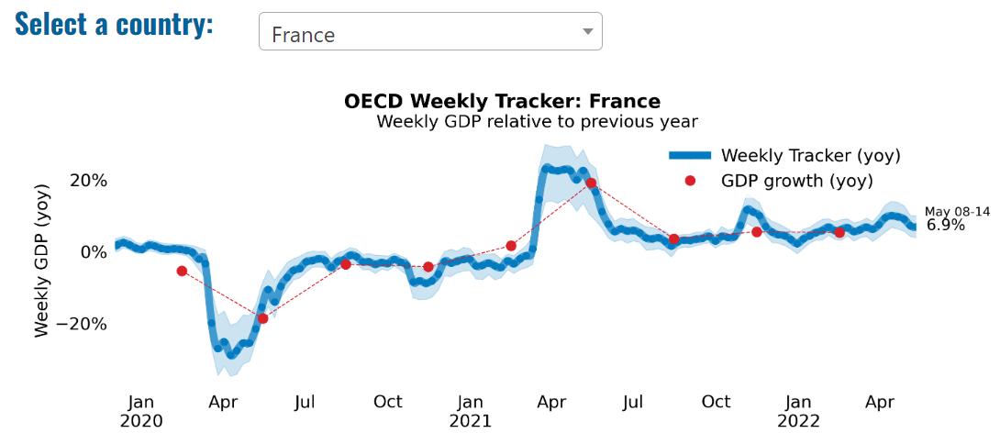 Select a country:
France
OECD Weekly Tracker: France
Weekly GDP relative to previous year
Weekly Tracker (yoy)
GDP growth (yoy)
Weekly GDP (yoy)
20%
0%
−20%
May 08-14
6.9%
Jan Apr Jul Oct Jan Apr Jul Oct Jan Apr
2020 2021 2022